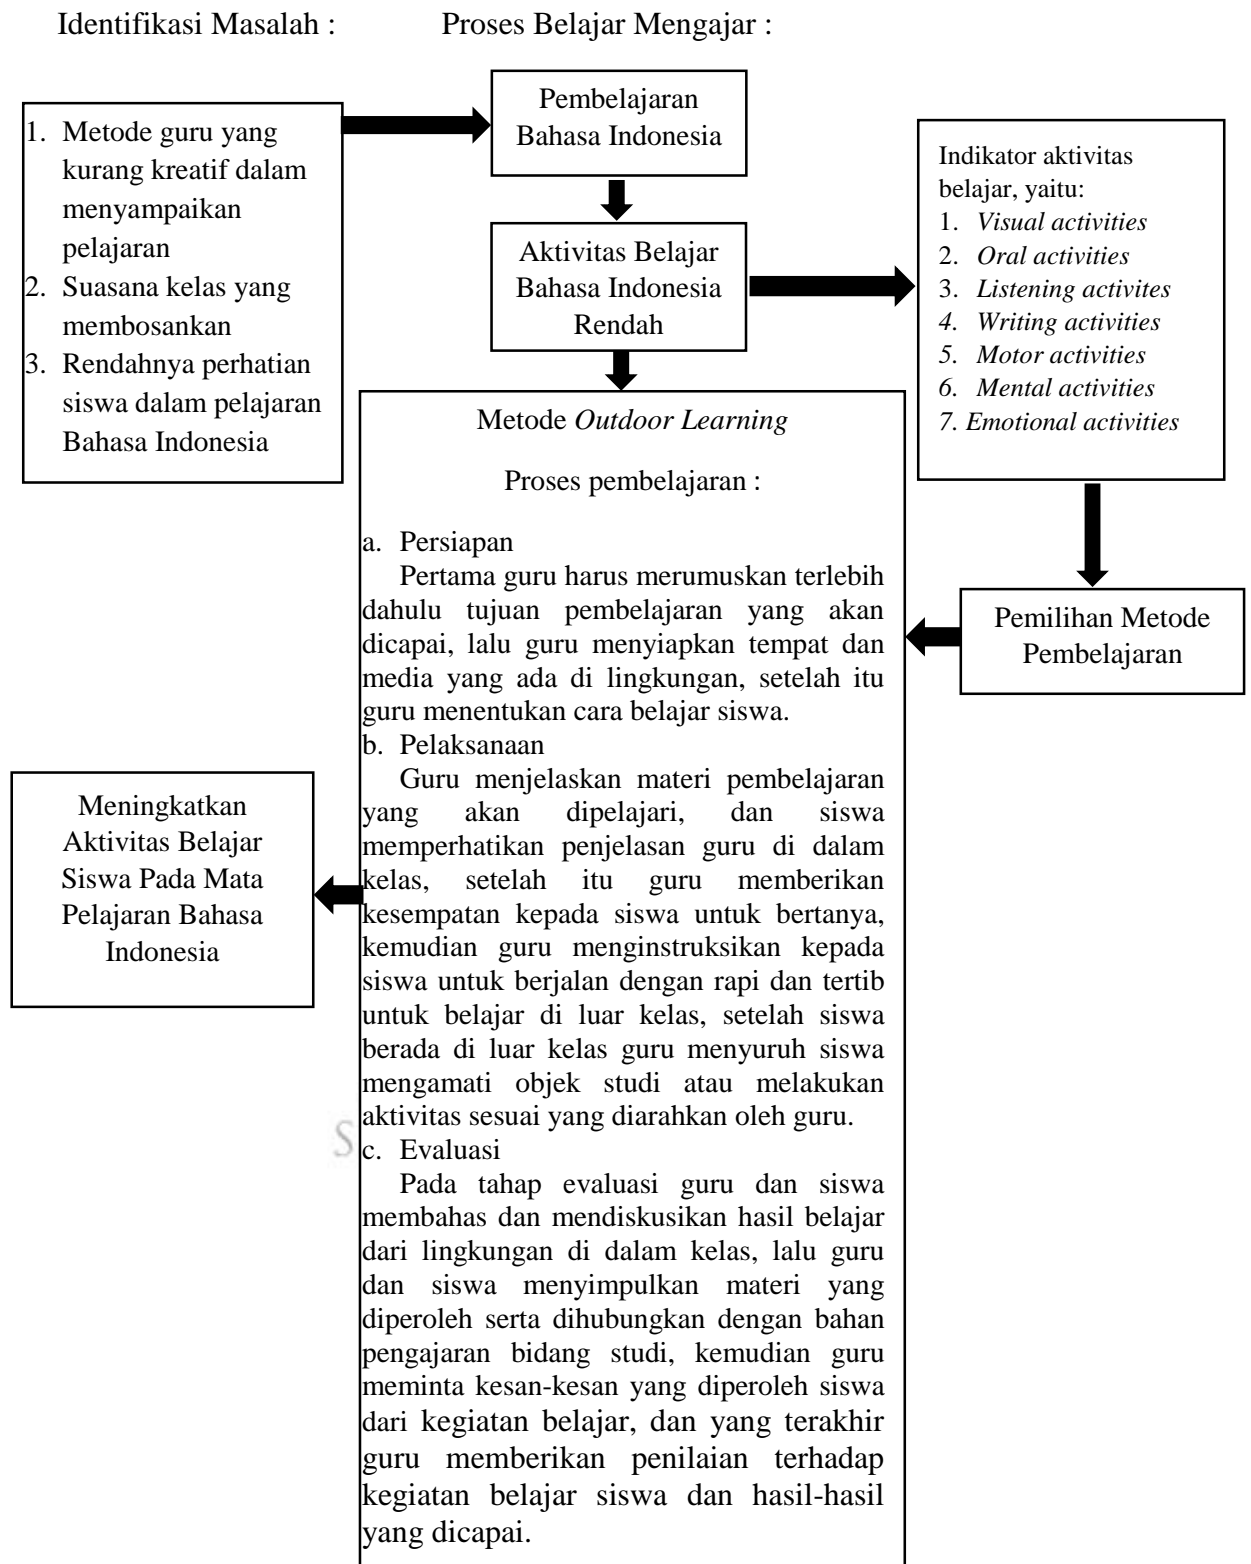 Identifikasi Masalah :
Proses Belajar Mengajar :
1. Metode guru yang
kurang kreatif dalam
menyampaikan
pelajaran
2. Suasana kelas yang
membosankan
3. Rendahnya perhatian
siswa dalam pelajaran
Bahasa Indonesia
Pembelajaran
Bahasa Indonesia
Aktivitas Belajar
Bahasa Indonesia
Rendah
Indikator aktivitas
belajar, yaitu:
1. Visual activities
2. Oral activities
3. Listening activites
4. Writing activities
5. Motor activities
6. Mental activities
7. Emotional activities
Pemilihan Metode
Pembelajaran
Metode Outdoor Learning
Proses pembelajaran :
a. Persiapan
Pertama guru harus merumuskan terlebih
dahulu tujuan pembelajaran yang akan
dicapai, lalu guru menyiapkan tempat dan
media yang ada di lingkungan, setelah itu
guru menentukan cara belajar siswa.
b. Pelaksanaan
Guru menjelaskan materi pembelajaran
yang akan dipelajari, dan siswa
memperhatikan penjelasan guru di dalam
kelas, setelah itu guru memberikan
kesempatan kepada siswa untuk bertanya,
kemudian guru menginstruksikan kepada
siswa untuk berjalan dengan rapi dan tertib
untuk belajar di luar kelas, setelah siswa
berada di luar kelas guru menyuruh siswa
mengamati objek studi atau melakukan
aktivitas sesuai yang diarahkan oleh guru.
c. Evaluasi
Pada tahap evaluasi guru dan siswa
membahas dan mendiskusikan hasil belajar
dari lingkungan di dalam kelas, lalu guru
dan siswa menyimpulkan materi yang
diperoleh serta dihubungkan dengan bahan
pengajaran bidang studi, kemudian guru
meminta kesan-kesan yang diperoleh siswa
dari kegiatan belajar, dan yang terakhir
guru memberikan penilaian terhadap
kegiatan belajar siswa dan hasil-hasil
yang dicapai.
Meningkatkan
Aktivitas Belajar
Siswa Pada Mata
Pelajaran Bahasa
Indonesia
S